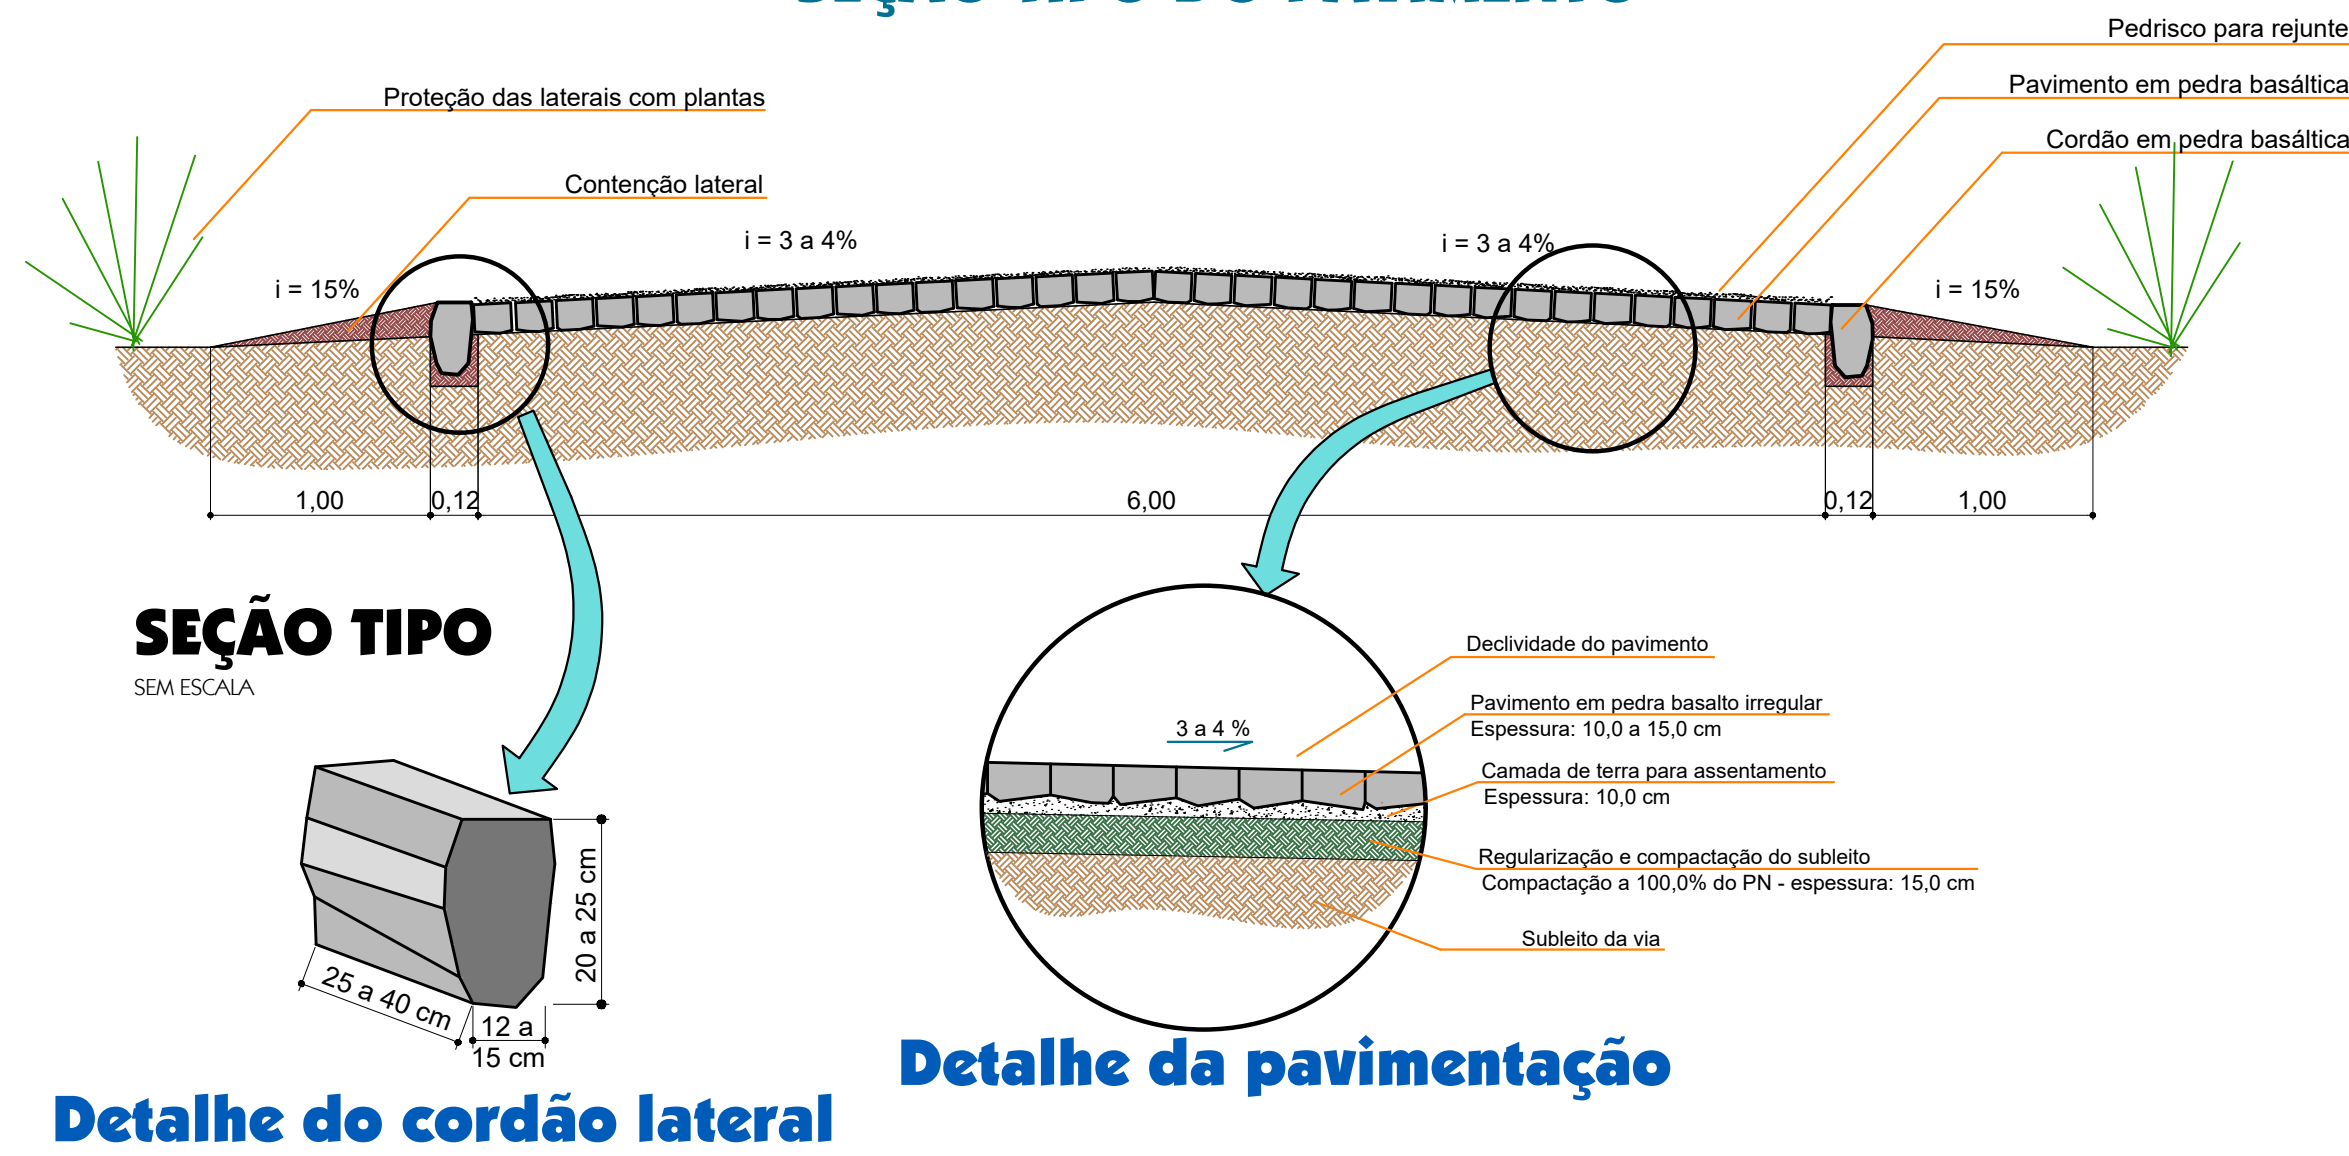 SEÇÃO TIPO DO PAVIMENTO
Pedrisco para rejunte
Pavimento em pedra basáltica
Proteção das laterais com plantas
Cordão em pedra basáltica
Contenção lateral
i = 3 a 4%
i = 3 a 4%
i = 15%
i = 15%
1,00
0,12
6,00
0,12
1,00
SEÇÃO TIPO
SEM ESCALA
Declividade do pavimento
3 a 4 %
Pavimento em pedra basalto irregular
Espessura: 10,0 a 15,0 cm
Camada de terra para assentamento
Espessura: 10,0 cm
Regularização e compactação do subleito
Compactação a 100,0% do PN - espessura: 15,0 cm
Subleito da via
20 a 25 cm
25 a 40 cm
12 a
15 cm
Detalhe da pavimentação
Detalhe do cordão lateral